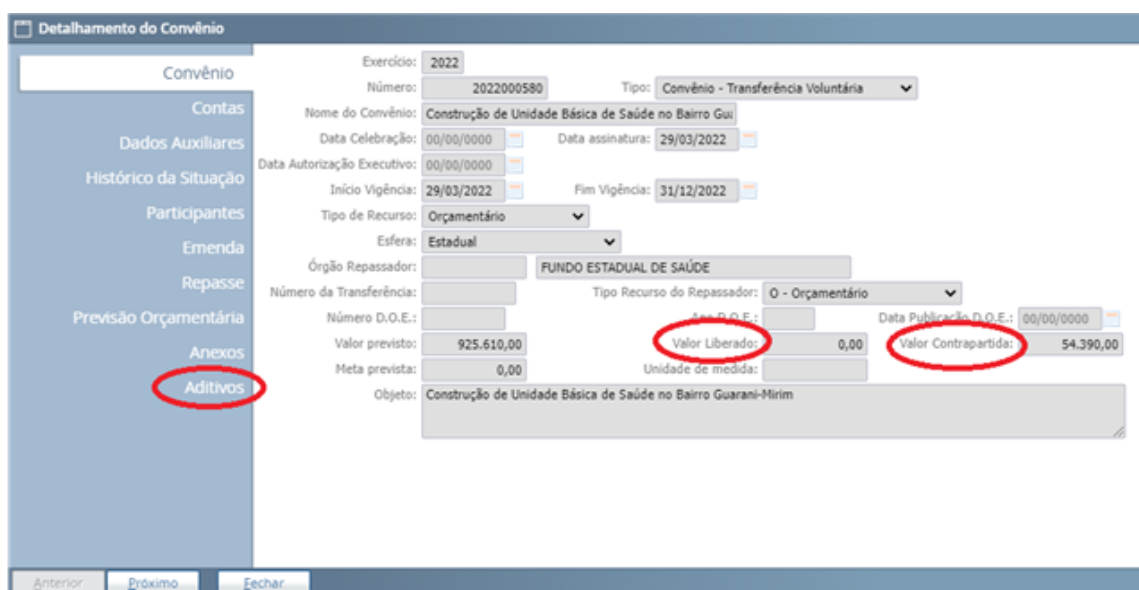 Detalhamento do Convênio
Convênio
Contas
Dados Auxiliares
Histórico da Situação
Participantes
Emenda
Repasse
Previsão Orçamentária
Anexos
Aditivos
Exercício: 2022
Número: 2022000580 Tipo: Convênio - Transferência Voluntária
Nome do Convênio: Construção de Unidade Básica de Saúde no Bairro Gua
Data Celebração: 00/00/0000 Data assinatura: 29/03/2022
Data Autorização Executivo: 00/00/0000
Início Vigência: 29/03/2022 Fim Vigência: 31/12/2022
Tipo de Recurso: Orçamentário
Esfera: Estadual
Órgão Repassador: FUNDO ESTADUAL DE SAÚDE
Número da Transferência: Tipo Recurso do Repassador: O - Orçamentário
Número D.O.E.: Ano D.O.E.: Data Publicação D.O.E.: 00/00/0000
Valor previsto: 925.610,00 Valor Liberado: 0,00 Valor Contrapartida: 54.390,00
Meta prevista: 0,00 Unidade de medida:
Objeto: Construção de Unidade Básica de Saúde no Bairro Guarani-Mirim
Anterior Próximo Fechar